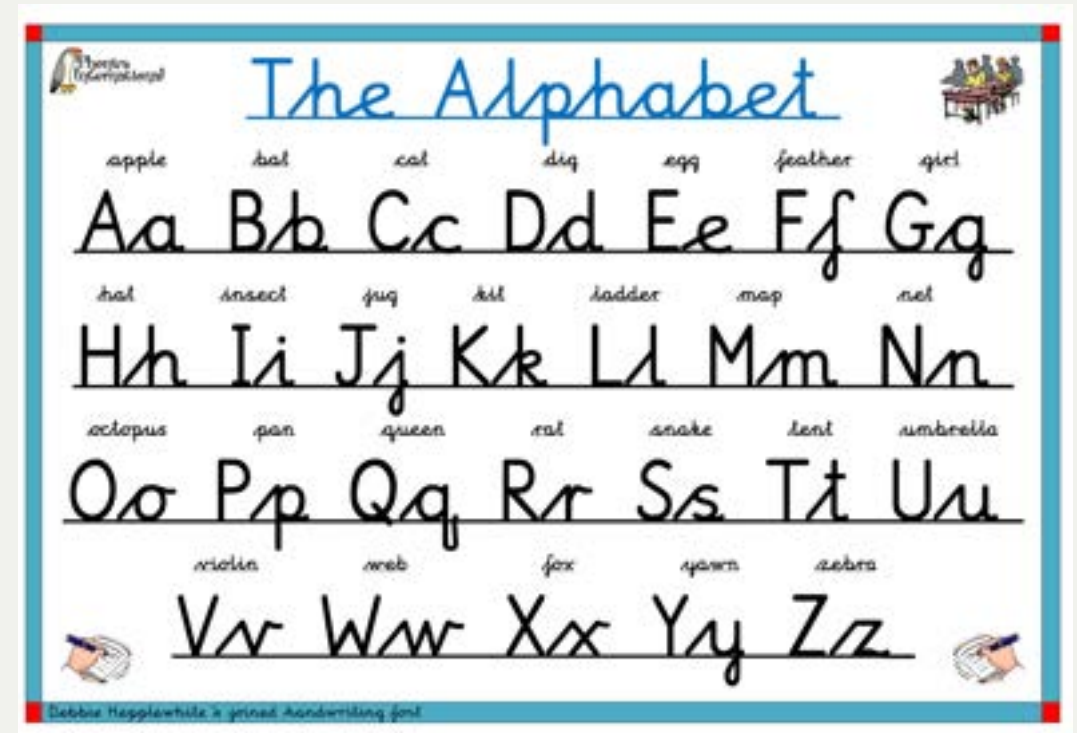 Phonics
International
The Alphabet
apple bat cat dig egg feather girl
Aa Bb Cc Dd Ee Ff Gg
hat insect jug kit ladder map net
Hh Ii Jj Kk Ll Mm Nn
octopus pan queen rat snake tent umbrella
Oo Pp Qq Rr Ss Tt Uu
violin web fox yawn zebra
Vv Ww Xx Yy Zz
Debbie Hepplewhite's joined handwriting font